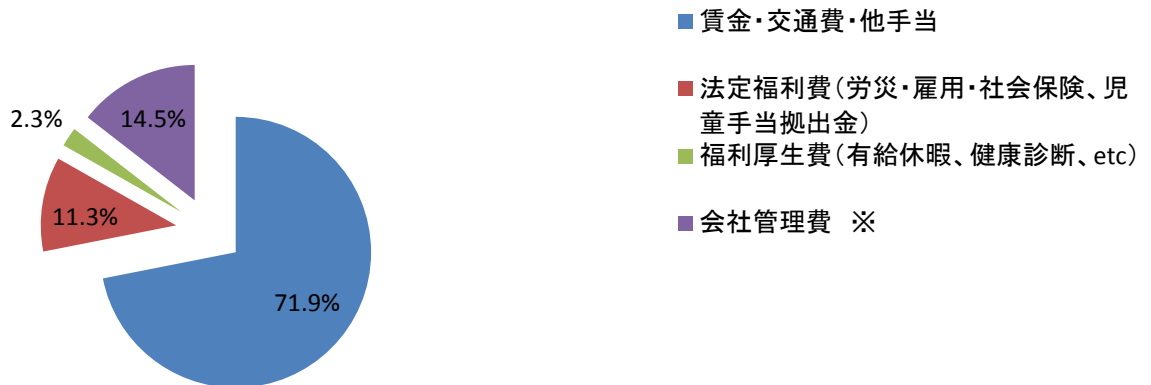 賃金・交通費・他手当
法定福利費（労災・雇用・社会保険、児
童手当拠出金）
福利厚生費（有給休暇、健康診断、etc）
会社管理費　※
2.3%
14.5%
11.3%
71.9%